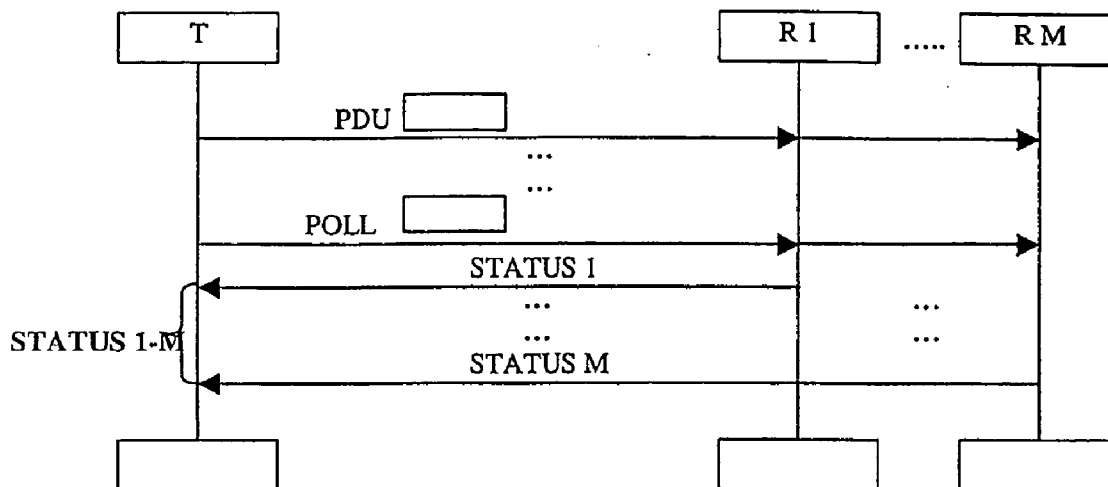 T
R 1
.....
R M
PDU
...
...
POLL
STATUS 1
...
...
...
...
STATUS 1-M
STATUS M